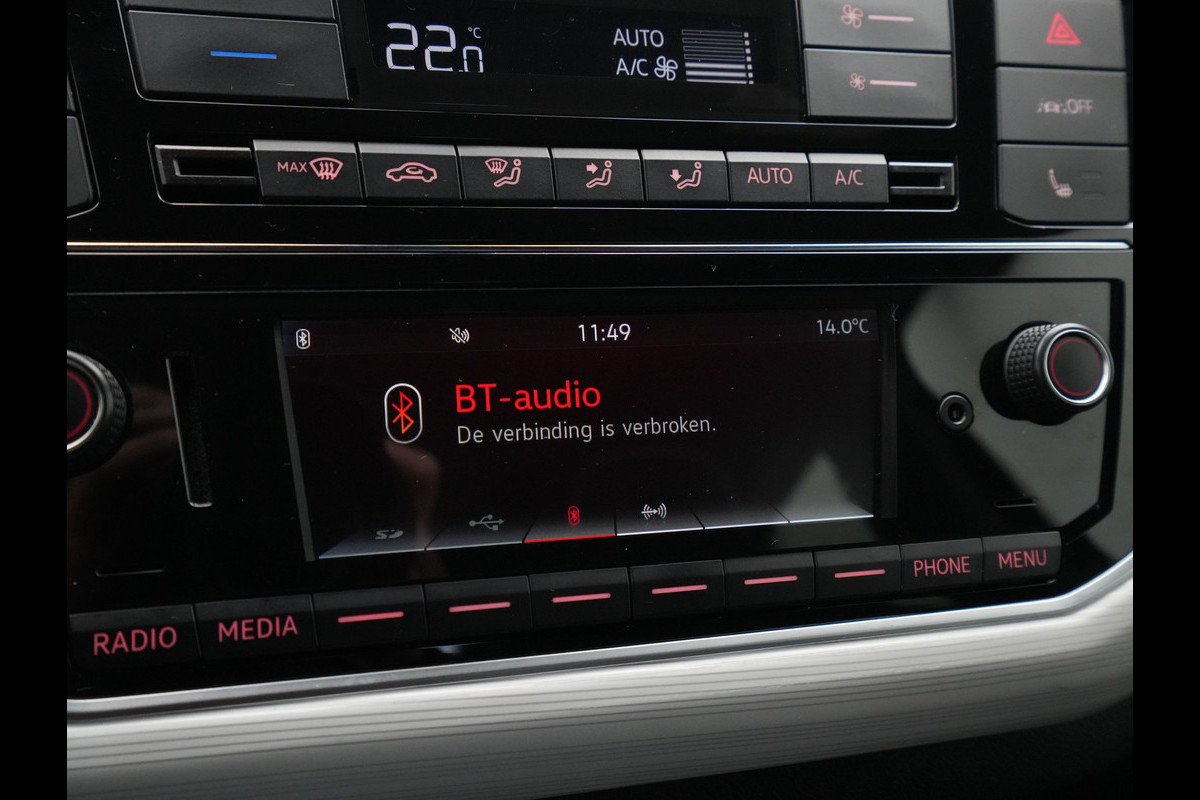 22.0 °C
AUTO
A/C
OFF
MAX
AUTO
A/C
11:49
14.0°C
BT-audio
De verbinding is verbroken.
SD
RADIO
MEDIA
PHONE
MENU